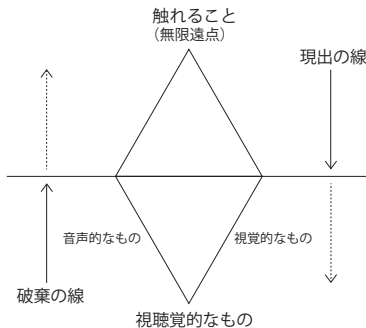 触れること
（無限遠点）
現出の線
音声的なもの
視覚的なもの
破棄の線
視聴覚的なもの